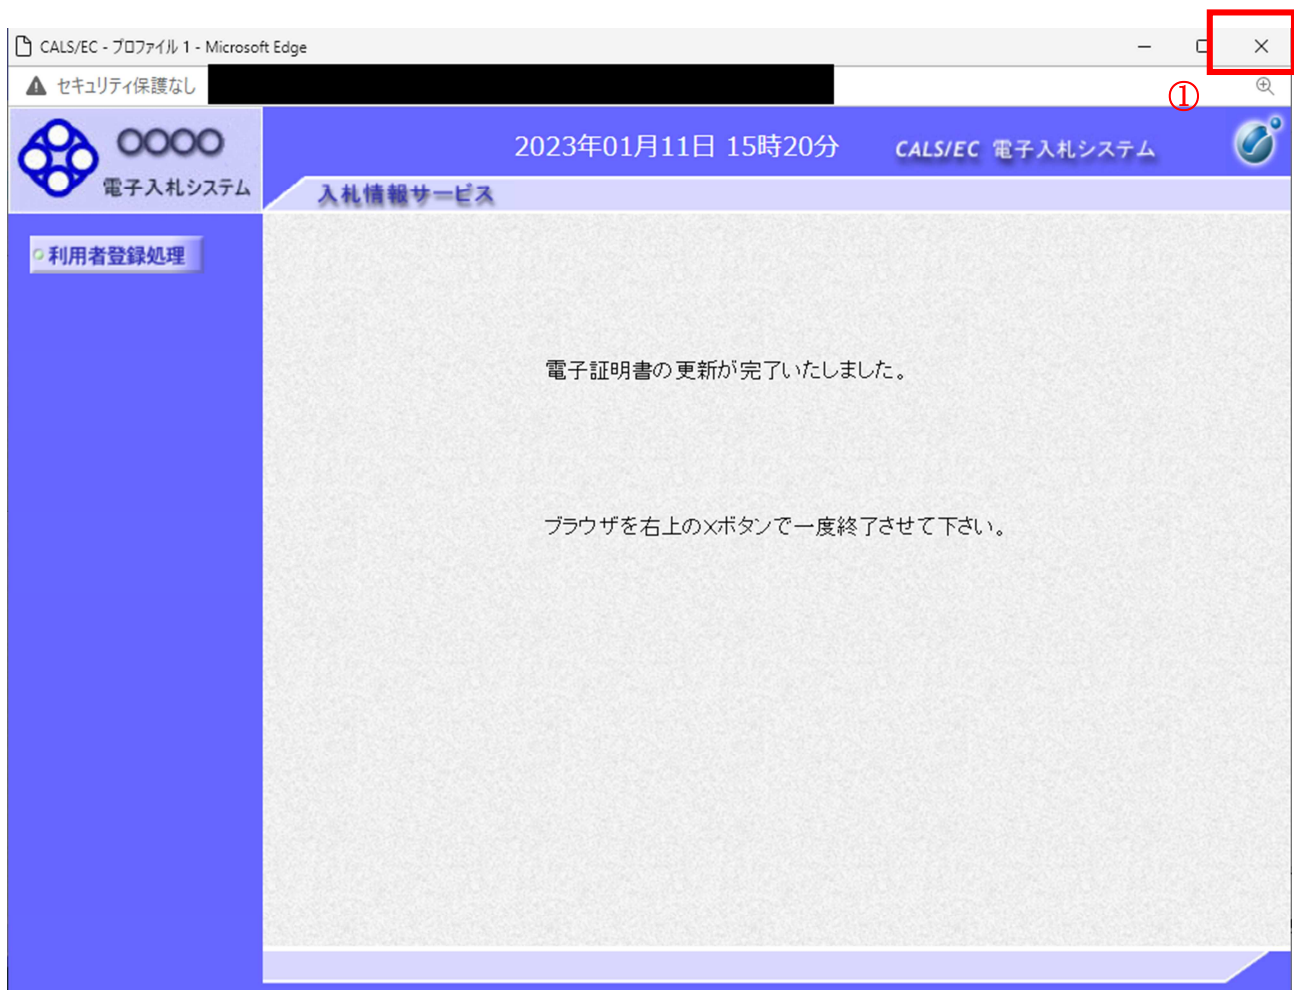 CALS/EC - プロファイル 1 - Microsoft Edge
セキュリティ保護なし
①
〇〇〇〇
電子入札システム
2023年01月11日 15時20分
CALS/EC 電子入札システム
入札情報サービス
利用者登録処理
電子証明書の更新が完了いたしました。
ブラウザを右上の×ボタンで一度終了させて下さい。